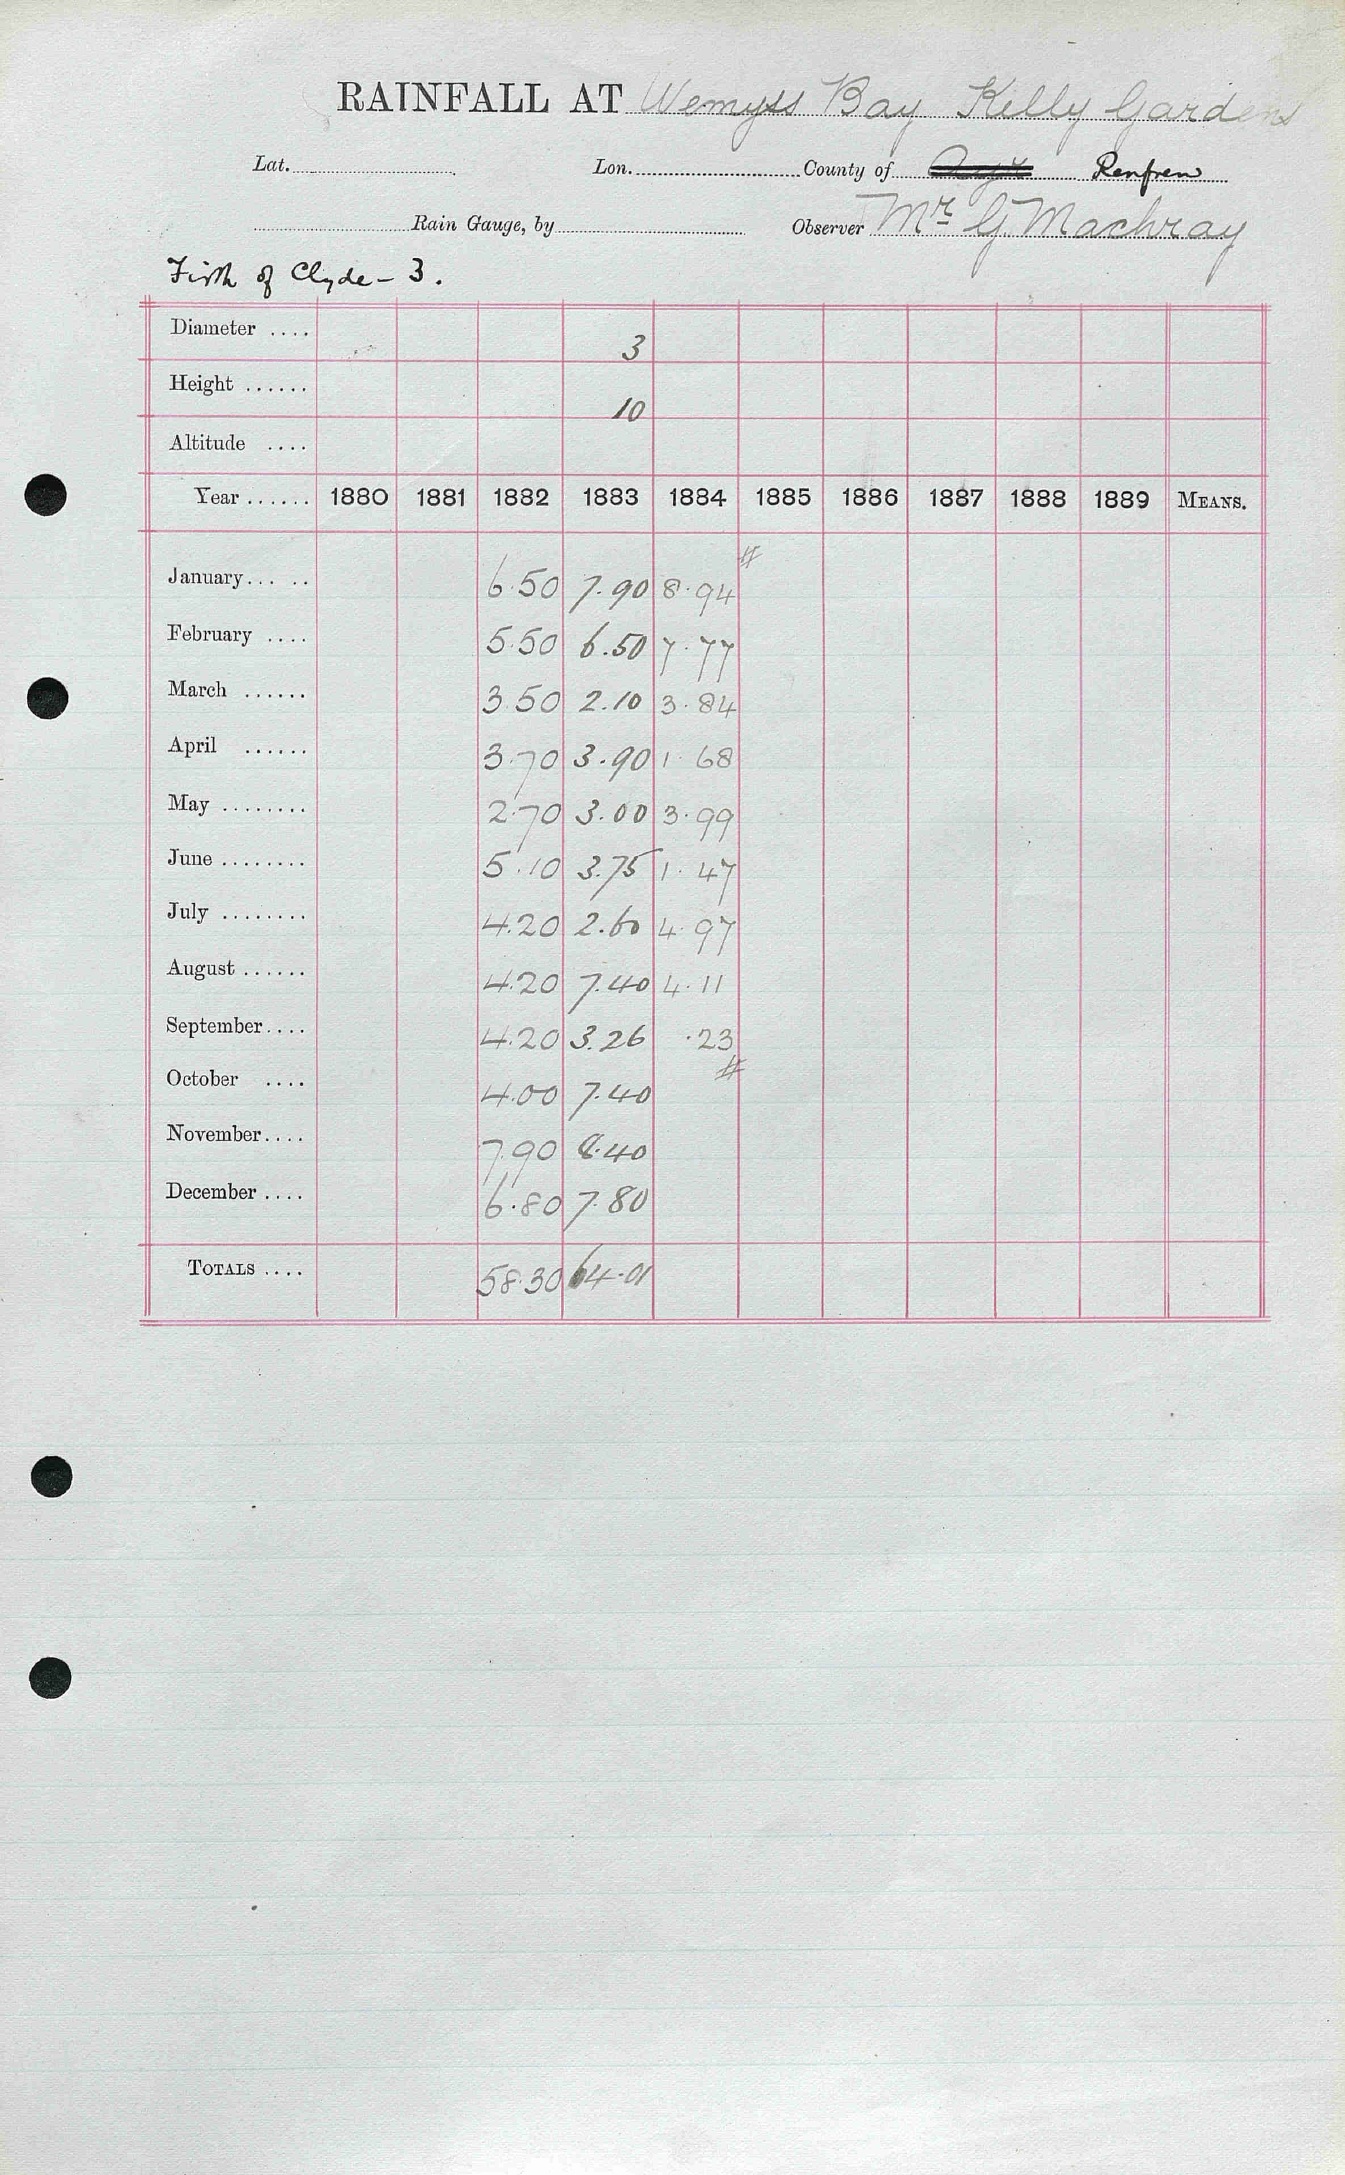 RAINFALL AT Wemyss Bay Kelly Gardens
Lat. Lon. County of Ayr Renfrew
Rain Gauge, by Observer Mr G Machray
Firth of Clyde - 3.
Diameter .... 3
Height ...... 10
Altitude ....
Year ...... 1880 1881 1882 1883 1884 1885 1886 1887 1888 1889 MEANS.
#
January... .. 6.50 7.90 8.94
February .... 5.50 6.50 7.77
March ...... 3.50 2.10 3.84
April ...... 3.70 3.90 1.68
May ........ 2.70 3.00 3.99
June ........ 5.10 3.75 1.47
July ........ 4.20 2.60 4.97
August ...... 4.20 7.40 4.11
September.... 4.20 3.26 .23
#
October .... 4.00 7.40
November.... 7.90 8.40
December .... 6.80 7.80
TOTALS .... 58.30 64.01